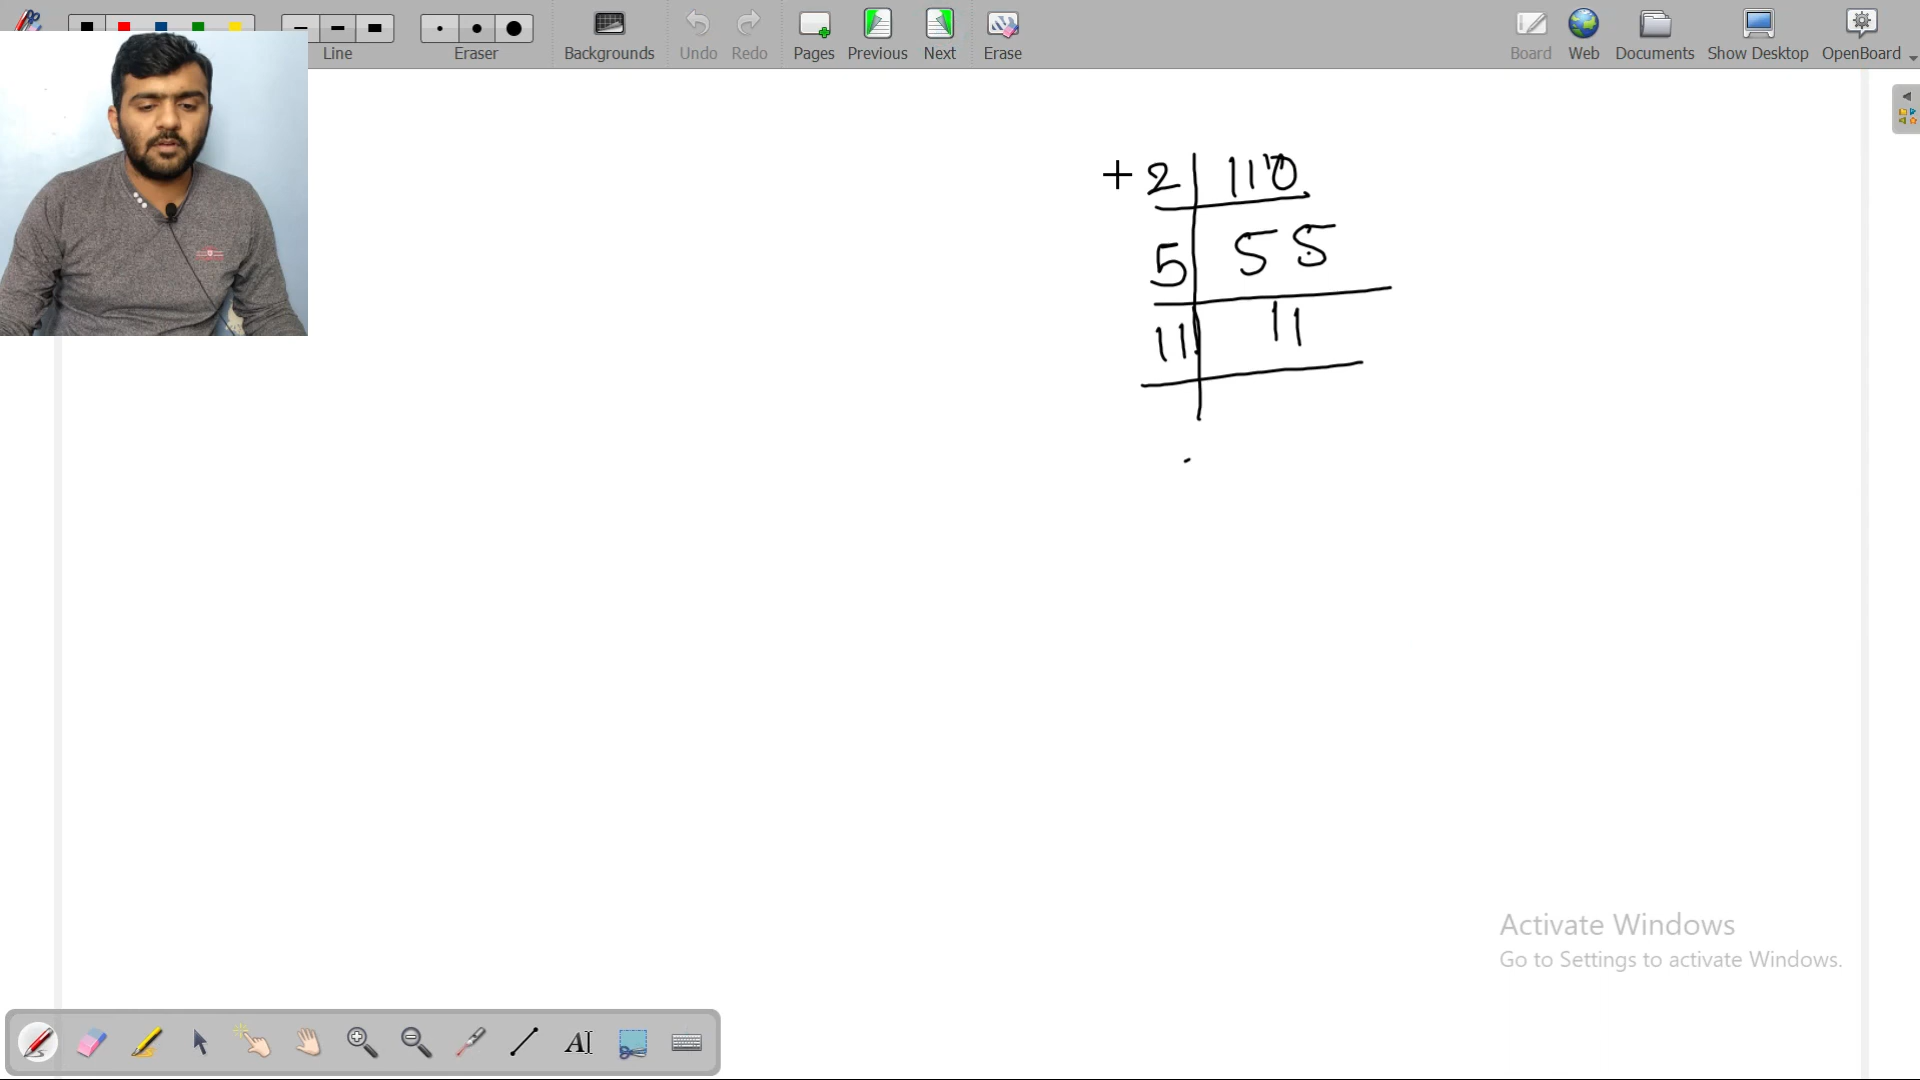 Line
Eraser
Backgrounds
Undo
Redo
Pages
Previous
Next
Erase
Board
Web
Documents
Show Desktop
OpenBoard
+ 2 | 110
5 | 55
11 | 11
Activate Windows
Go to Settings to activate Windows.
AI